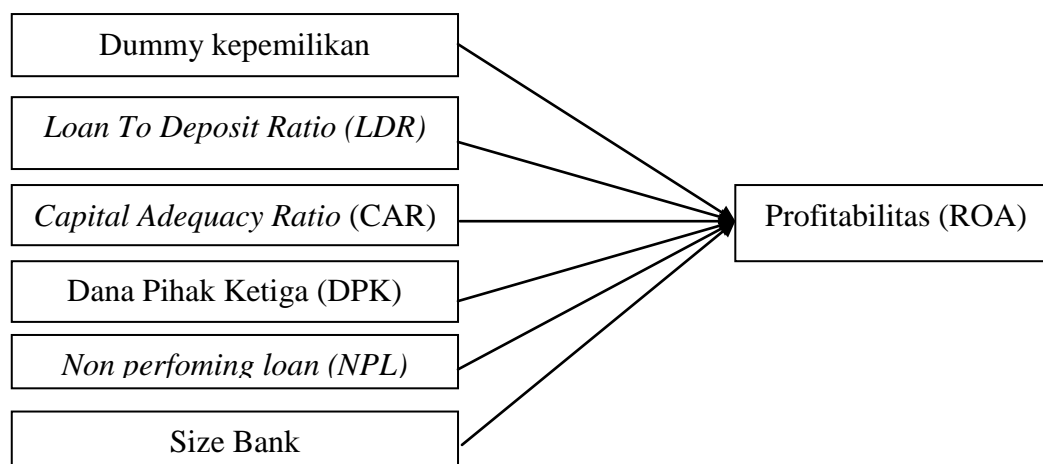 Dummy kepemilikan
Loan To Deposit Ratio (LDR)
Capital Adequacy Ratio (CAR)
Profitabilitas (ROA)
Dana Pihak Ketiga (DPK)
Non perfoming loan (NPL)
Size Bank